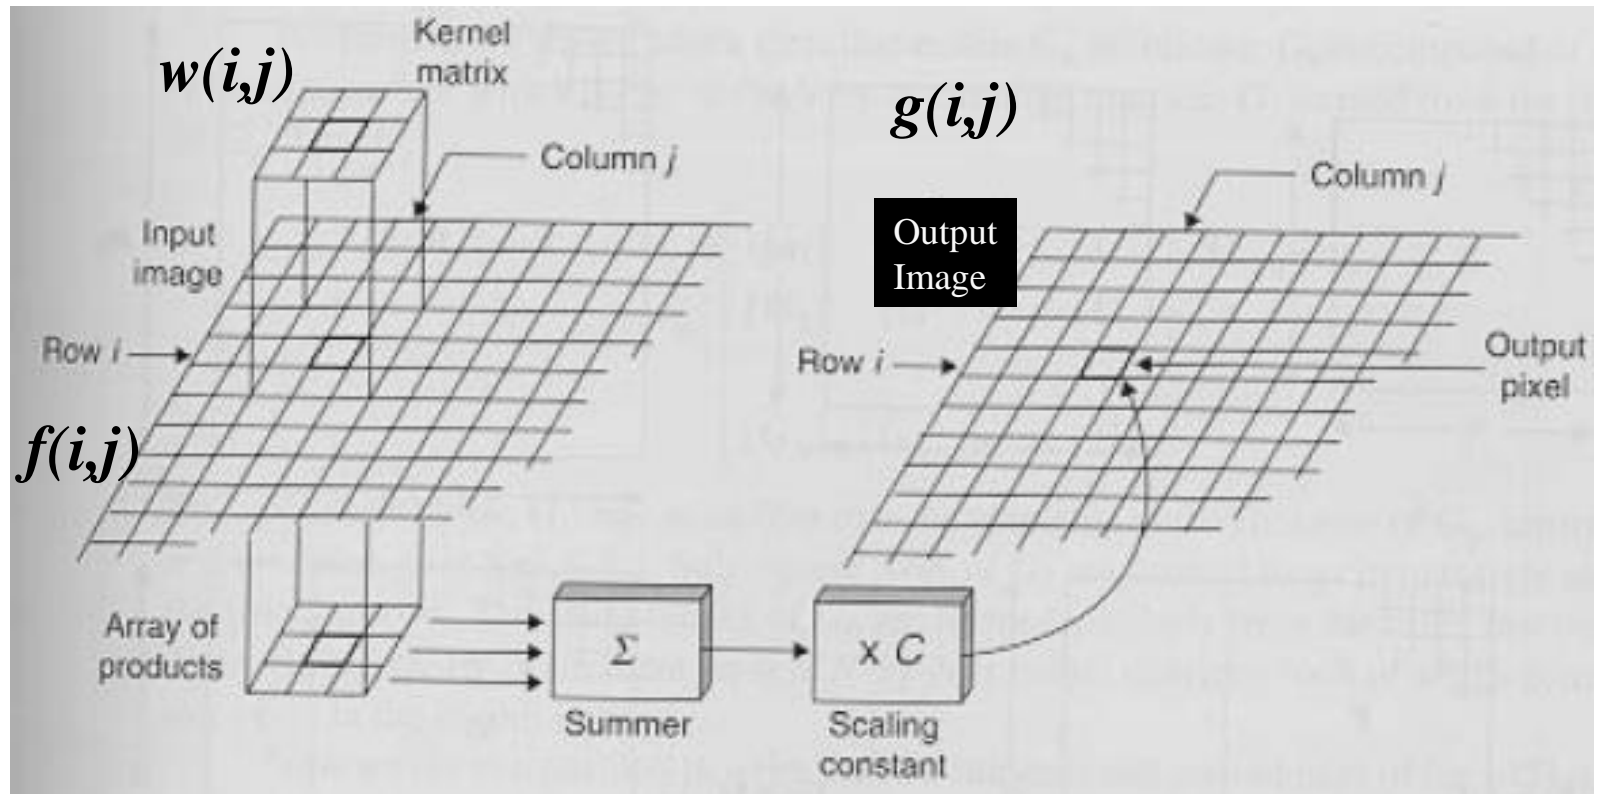 w(i,j)
Kernel
matrix
Column j
Input
image
Row i
f(i,j)
Array of
products
Σ
Summer
x C
Scaling
constant
g(i,j)
Output
Image
Column j
Row i
Output
pixel